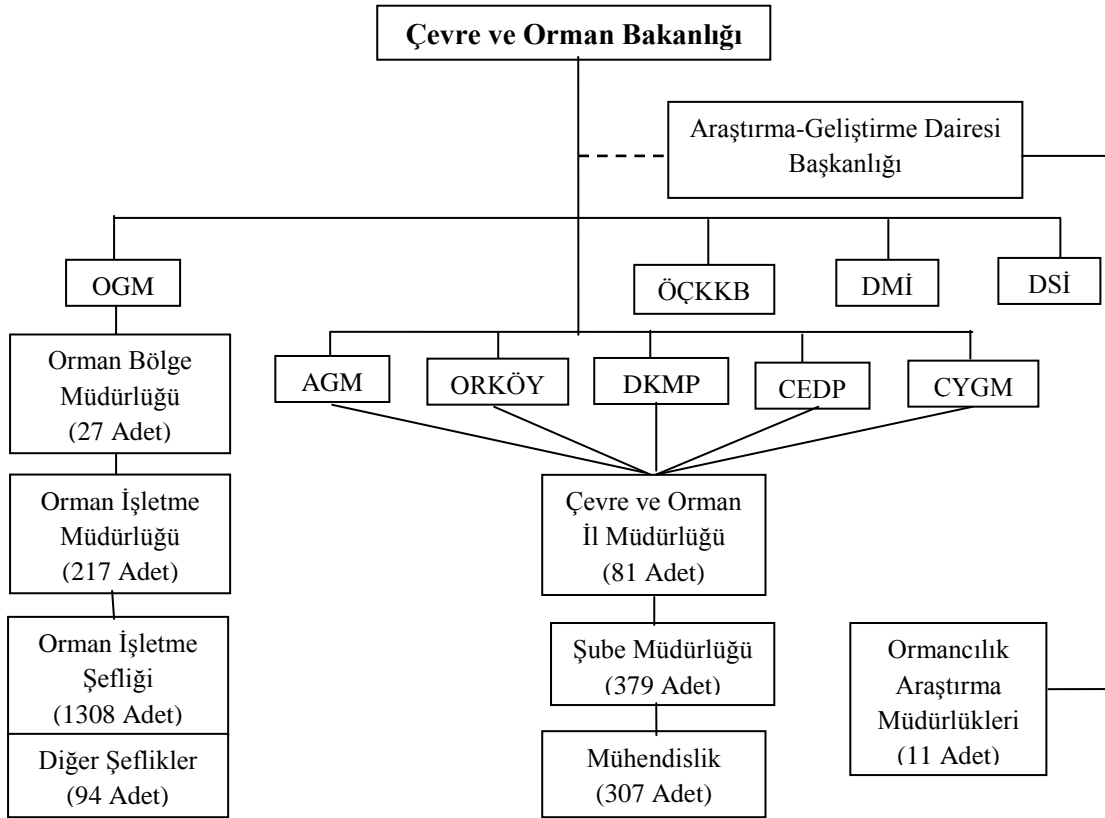 Çevre ve Orman Bakanlığı
Araştırma-Geliştirme Dairesi
Başkanlığı
OGM
ÖÇKKB
DMİ
DSİ
Orman Bölge
Müdürlüğü
(27 Adet)
AGM
ORKÖY
DKMP
CEDP
CYGM
Orman İşletme
Müdürlüğü
(217 Adet)
Çevre ve Orman
İl Müdürlüğü
(81 Adet)
Orman İşletme
Şefliği
(1308 Adet)
Diğer Şeflikler
(94 Adet)
Şube Müdürlüğü
(379 Adet)
Mühendislik
(307 Adet)
Ormancılık
Araştırma
Müdürlükleri
(11 Adet)